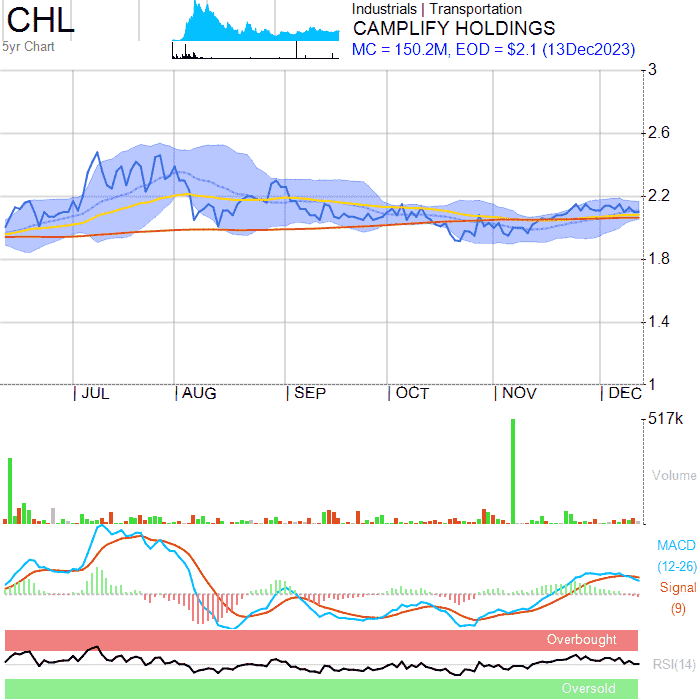 CHL
5yr Chart
Industrials | Transportation
CAMPLIFY HOLDINGS
MC = 150.2M, EOD = $2.1 (13Dec2023)
3
2.6
2.2
1.8
1.4
1
| JUL | AUG | SEP | OCT | NOV | DEC
517k
Volume
MACD
(12-26)
Signal
(9)
Overbought
RSI(14)
Oversold